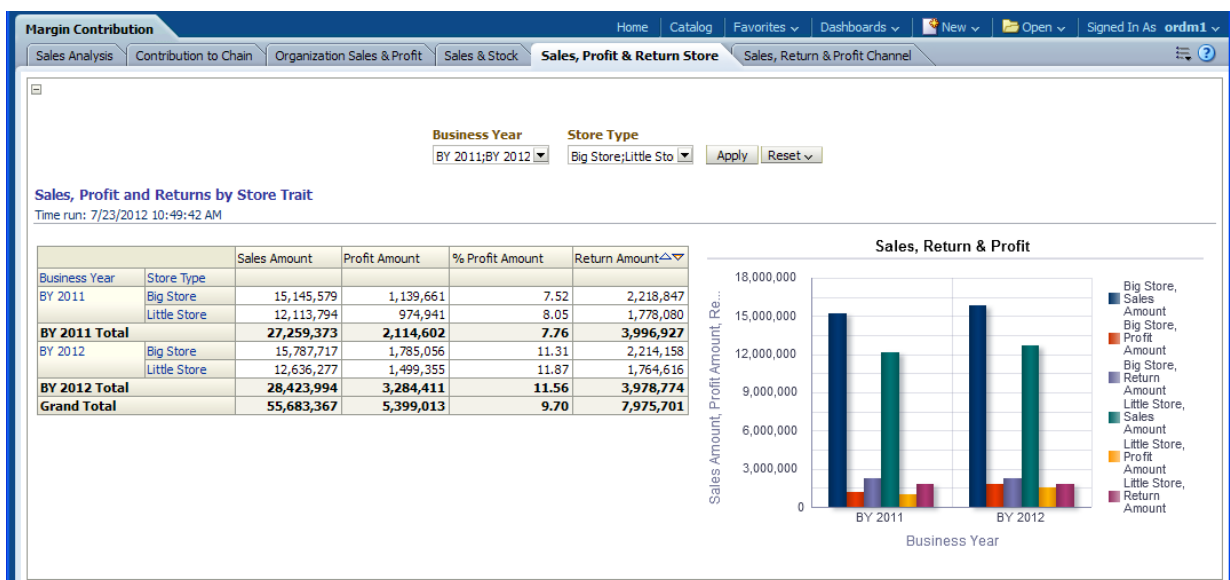 Margin Contribution
Home Catalog Favorites Dashboards New Open Signed In As ordm1
Sales Analysis Contribution to Chain Organization Sales & Profit Sales & Stock Sales, Profit & Return Store Sales, Return & Profit Channel
Business Year Store Type
BY 2011;BY 2012 Big Store;Little Sto Apply Reset
Sales, Profit and Returns by Store Trait
Time run: 7/23/2012 10:49:42 AM
Sales Amount Profit Amount % Profit Amount Return Amount
Business Year Store Type
BY 2011 Big Store 15,145,579 1,139,661 7.52 2,218,847
Little Store 12,113,794 974,941 8.05 1,778,080
BY 2011 Total 27,259,373 2,114,602 7.76 3,996,927
BY 2012 Big Store 15,787,717 1,785,056 11.31 2,214,158
Little Store 12,636,277 1,499,355 11.87 1,764,616
BY 2012 Total 28,423,994 3,284,411 11.56 3,978,774
Grand Total 55,683,367 5,399,013 9.70 7,975,701
Sales, Return & Profit
Sales Amount, Profit Amount, Re...
18,000,000
15,000,000
12,000,000
9,000,000
6,000,000
3,000,000
0
BY 2011 BY 2012
Business Year
Big Store,
Sales
Amount
Big Store,
Profit
Amount
Big Store,
Return
Amount
Little Store,
Sales
Amount
Little Store,
Profit
Amount
Little Store,
Return
Amount